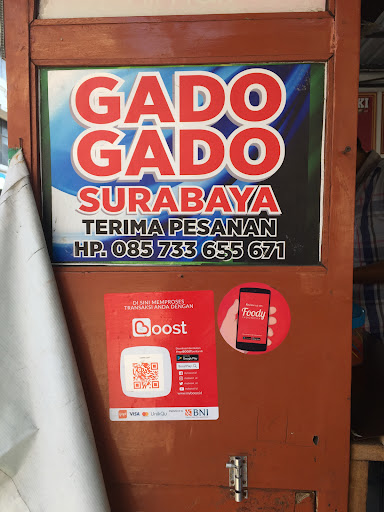 GADO
GADO
SURABAYA
TERIMA PESANAN
HP. 085 733 655 671
DI SINI MEMPROSES
TRANSAKSI ANDA DENGAN
Boost
Foody
VISA
UnikQu
BNI